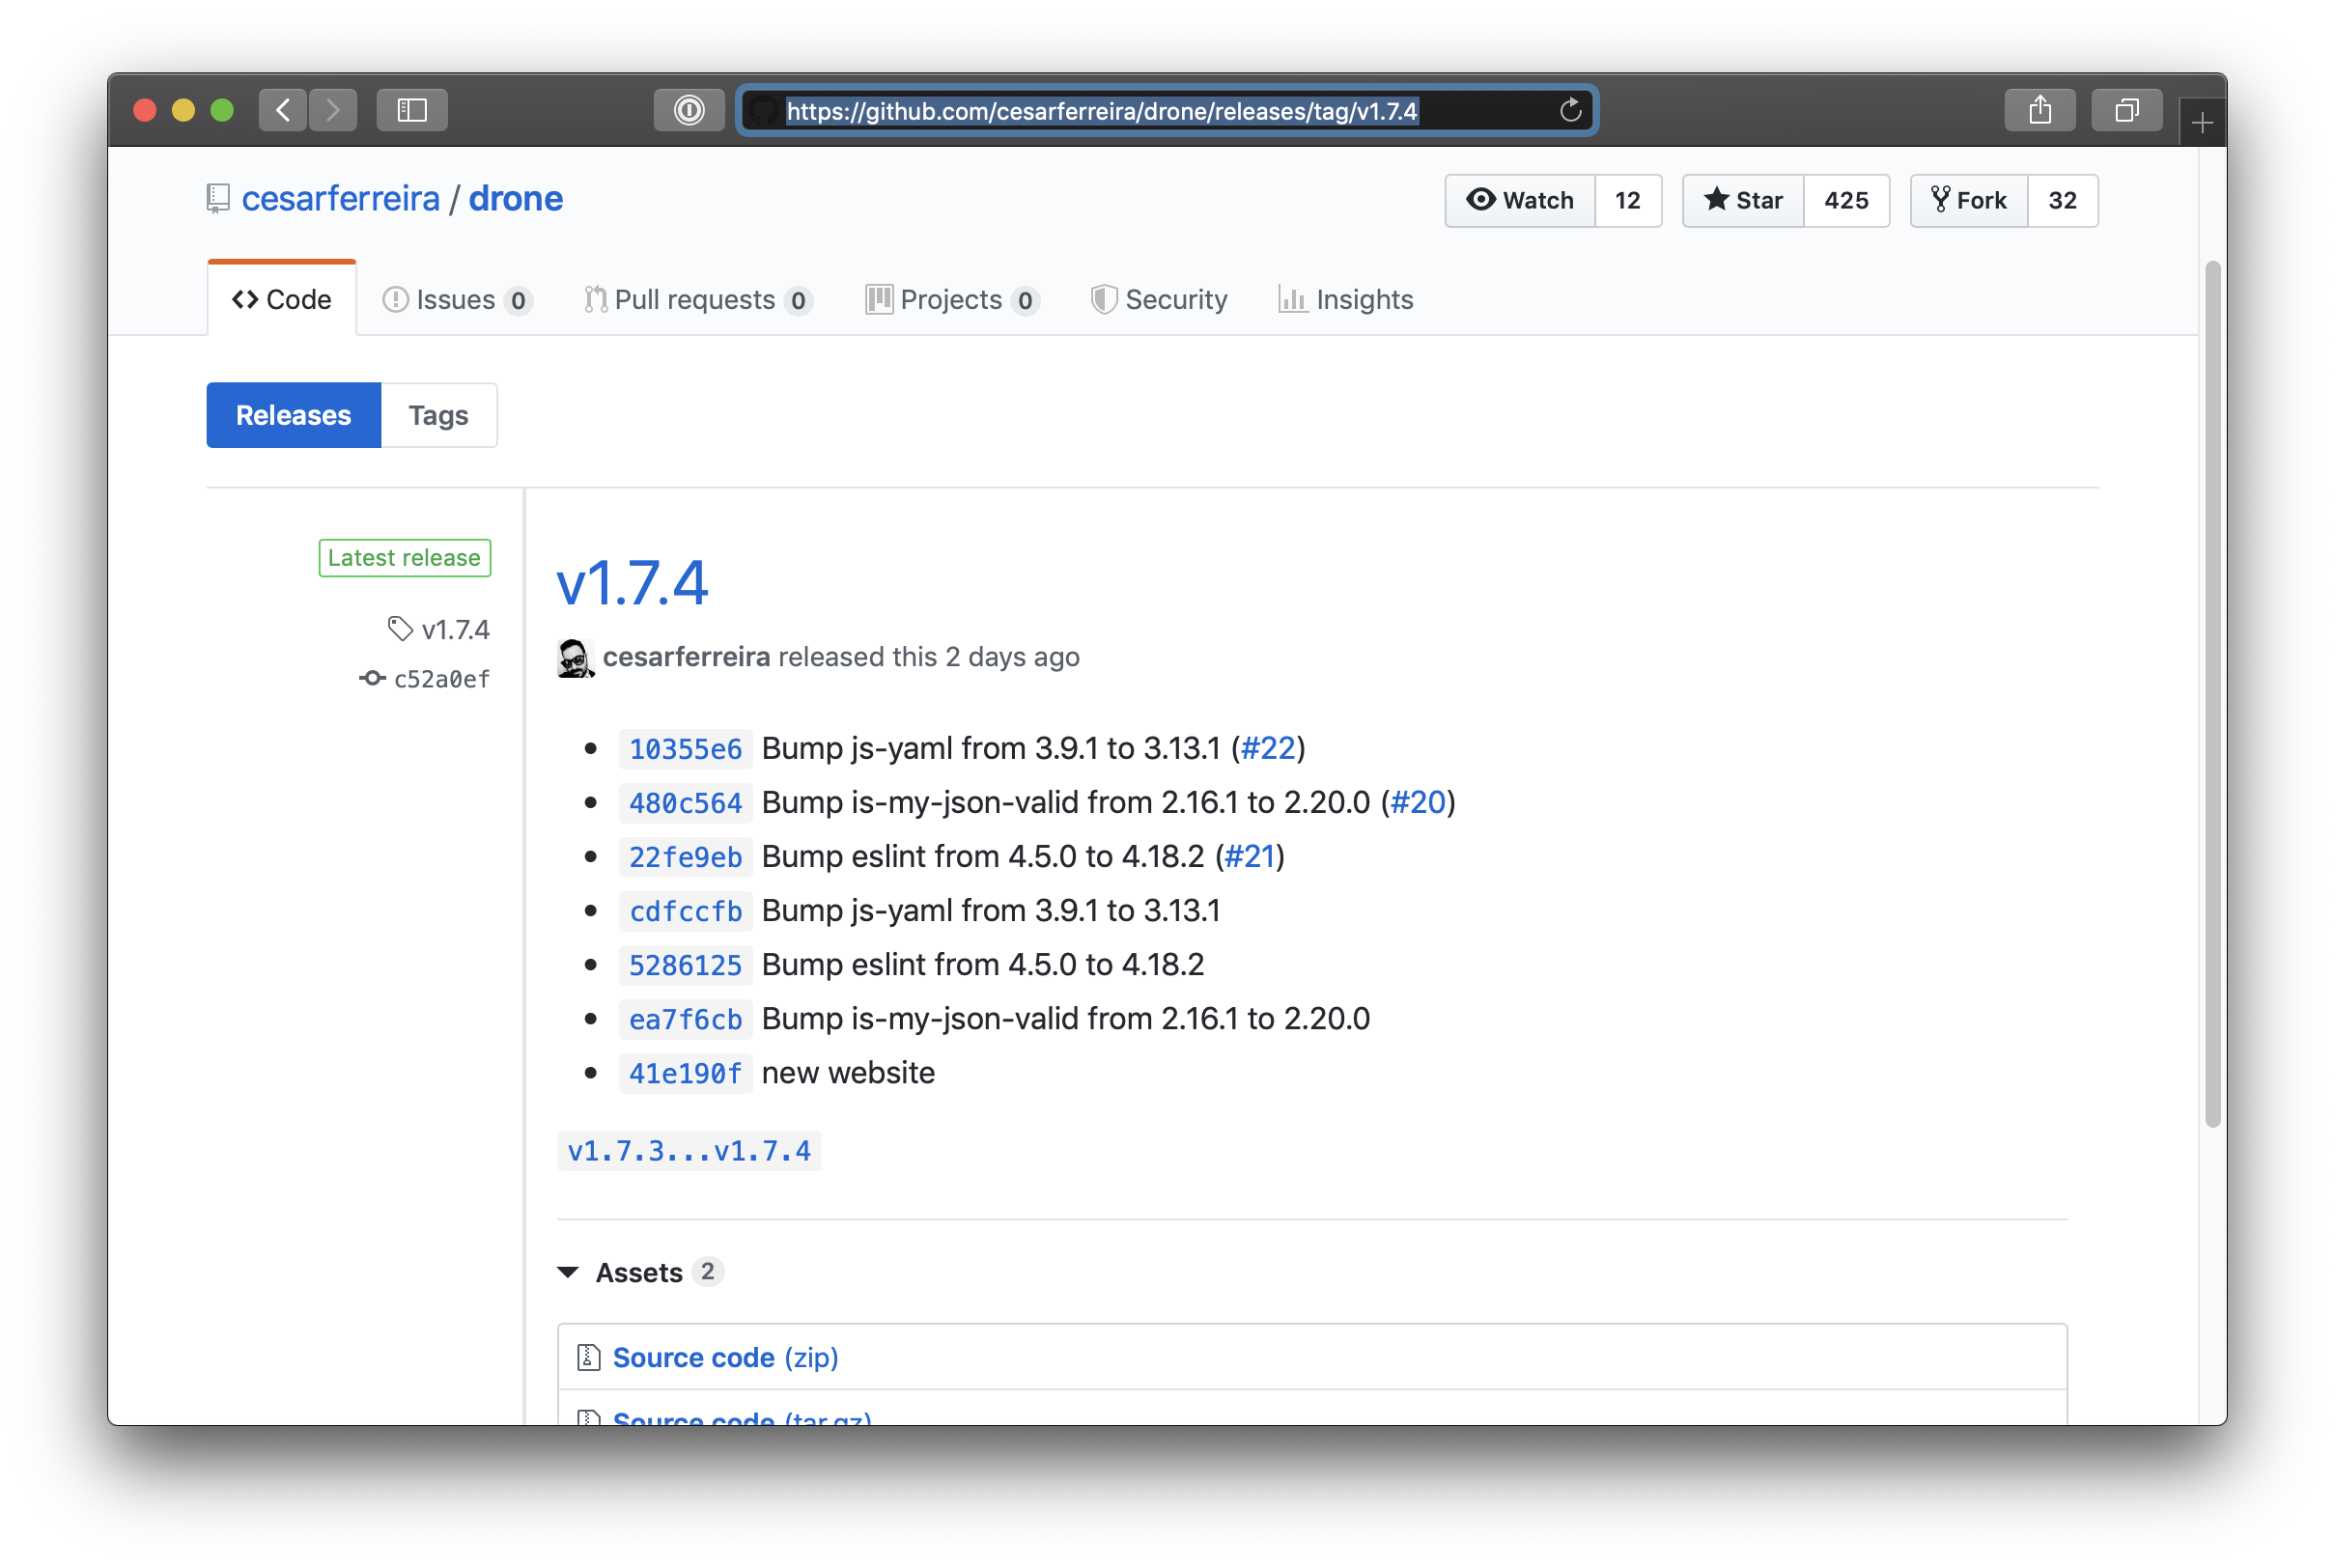 https://github.com/cesarferreira/drone/releases/tag/v1.7.4
cesarferreira / drone
Watch 12 Star 425 Fork 32
Code Issues 0 Pull requests 0 Projects 0 Security Insights
Releases Tags
Latest release
v1.7.4
c52a0ef
v1.7.4
cesarferreira released this 2 days ago
10355e6 Bump js-yaml from 3.9.1 to 3.13.1 (#22)
480c564 Bump is-my-json-valid from 2.16.1 to 2.20.0 (#20)
22fe9eb Bump eslint from 4.5.0 to 4.18.2 (#21)
cdfccfb Bump js-yaml from 3.9.1 to 3.13.1
5286125 Bump eslint from 4.5.0 to 4.18.2
ea7f6cb Bump is-my-json-valid from 2.16.1 to 2.20.0
41e190f new website
v1.7.3...v1.7.4
Assets 2
Source code (zip)
Source code (tar.gz)